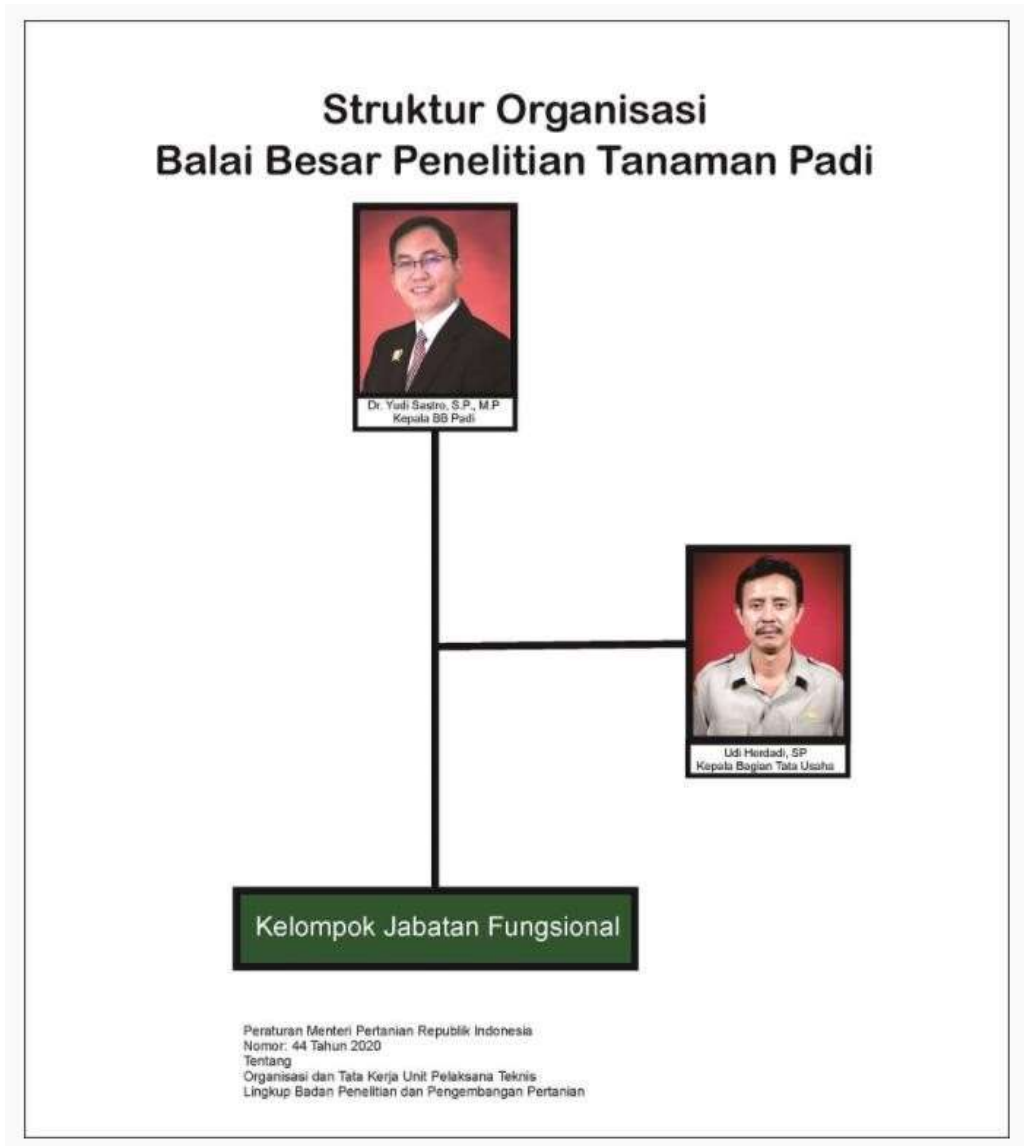 Struktur Organisasi
Balai Besar Penelitian Tanaman Padi
Dr. Yudi Sastro, S.P., M.P
Kepala BB Padi
Udi Herdadi, SP
Kepala Bagian Tata Usaha
Kelompok Jabatan Fungsional
Peraturan Menteri Pertanian Republik Indonesia
Nomor: 44 Tahun 2020
Tentang
Organisasi dan Tata Kerja Unit Pelaksana Teknis
Lingkup Badan Penelitian dan Pengembangan Pertanian